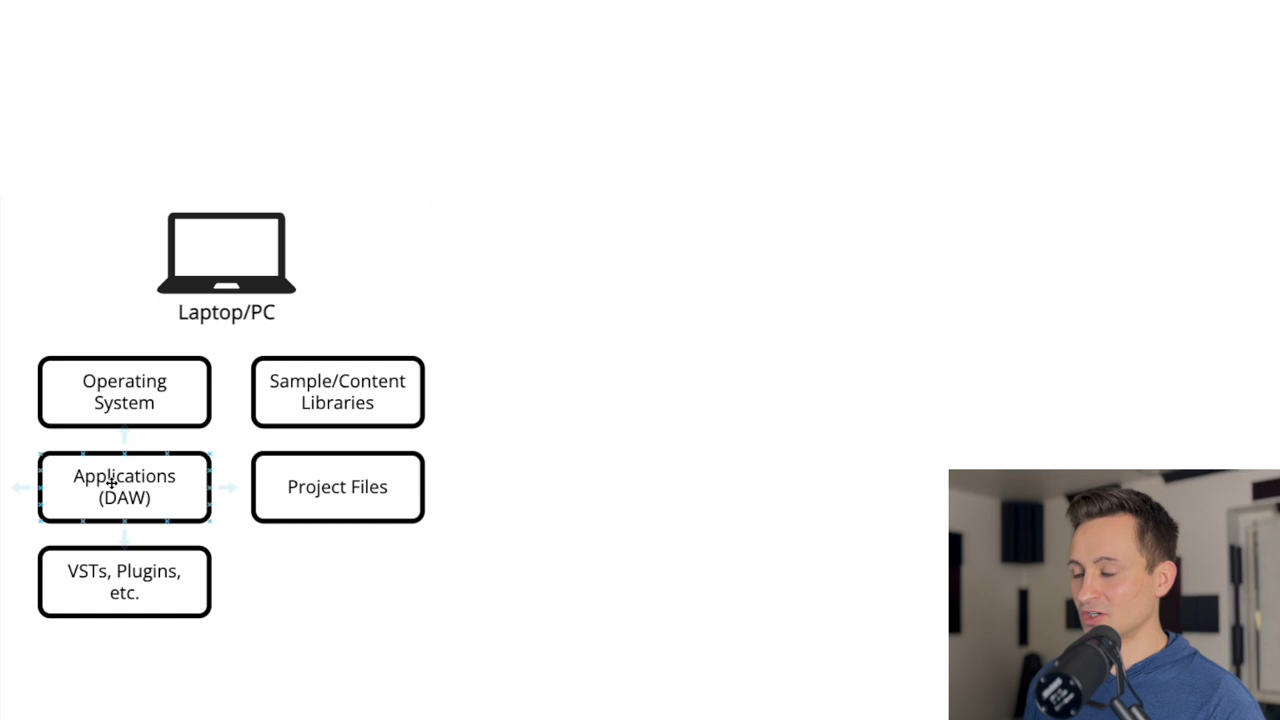 Laptop/PC
Operating
System
Sample/Content
Libraries
Applications
(DAW)
Project Files
VSTs, Plugins,
etc.